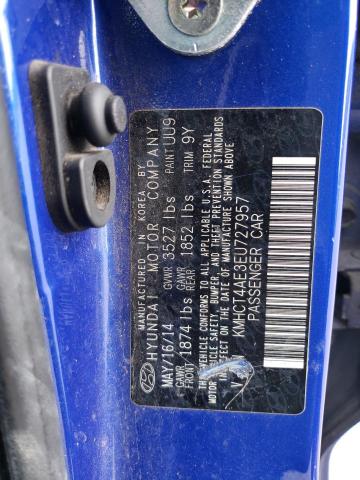 MANUFACTURED IN KOREA BY
HYUNDAI MOTOR COMPANY
MAY/16/14 GVWR 3527 lbs PAINT UU9
GAWR FRONT 1874 lbs GAWR REAR 1852 lbs TRIM 9Y
THIS VEHICLE CONFORMS TO ALL APPLICABLE U.S.A. FEDERAL
MOTOR VEHICLE SAFETY, BUMPER, AND THEFT PREVENTION
STANDARDS IN EFFECT ON THE DATE OF MANUFACTURE
SHOWN ABOVE.
KMHCT4AE3EU727957
PASSENGER CAR